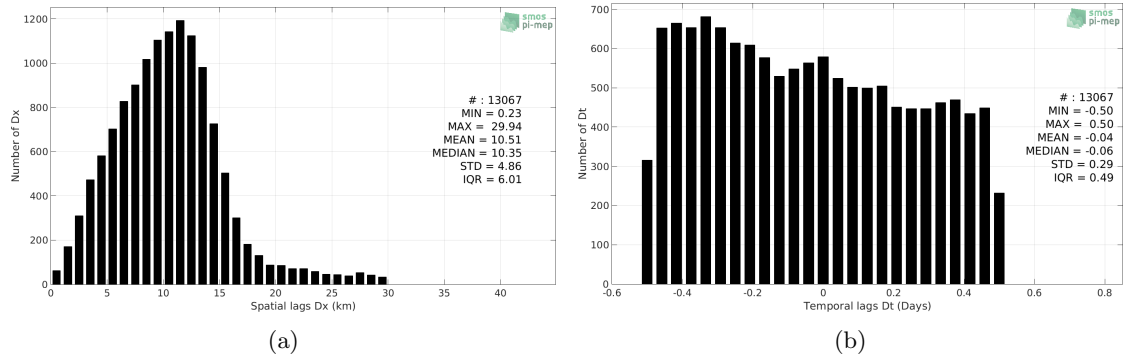 1200
1000
800
600
400
200
0
Number of Dx
0 5 10 15 20 25 30 35 40
Spatial lags Dx (km)
smos
pi-mep
# : 13067
MIN = 0.23
MAX = 29.94
MEAN = 10.51
MEDIAN = 10.35
STD = 4.86
IQR = 6.01
(a)
700
600
500
400
300
200
100
0
Number of Dt
-0.6 -0.4 -0.2 0 0.2 0.4 0.6 0.8
Temporal lags Dt (Days)
smos
pi-mep
# : 13067
MIN = -0.50
MAX = 0.50
MEAN = -0.04
MEDIAN = -0.06
STD = 0.29
IQR = 0.49
(b)